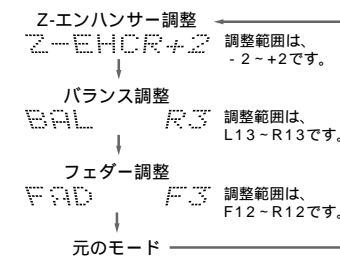 Z-エンハンサー調整
Z-EHCR+2
調整範囲は、
-2~+2です。
バランス調整
BAL R3
調整範囲は、
L13~R13です。
フェダー調整
FAD F3
調整範囲は、
F12~R12です。
元のモード